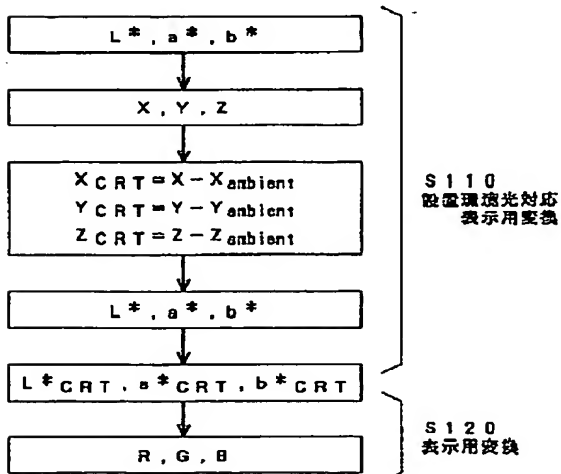 L*, a*, b*
X, Y, Z
XCRT=X-Xambient
YCRT=Y-Yambient
ZCRT=Z-Zambient
L*, a*, b*
L*CRT, a*CRT, b*CRT
R, G, B
S110
設置環境光対応
表示用変換
S120
表示用変換